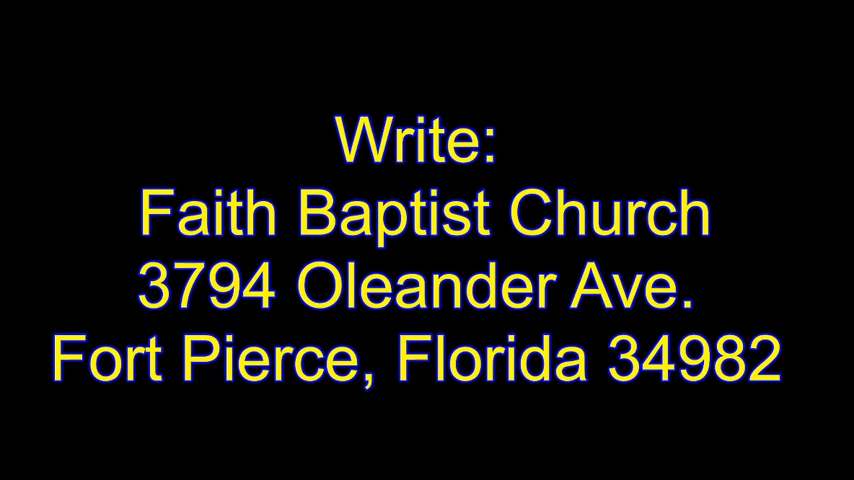 Write:
Faith Baptist Church
3794 Oleander Ave.
Fort Pierce, Florida 34982